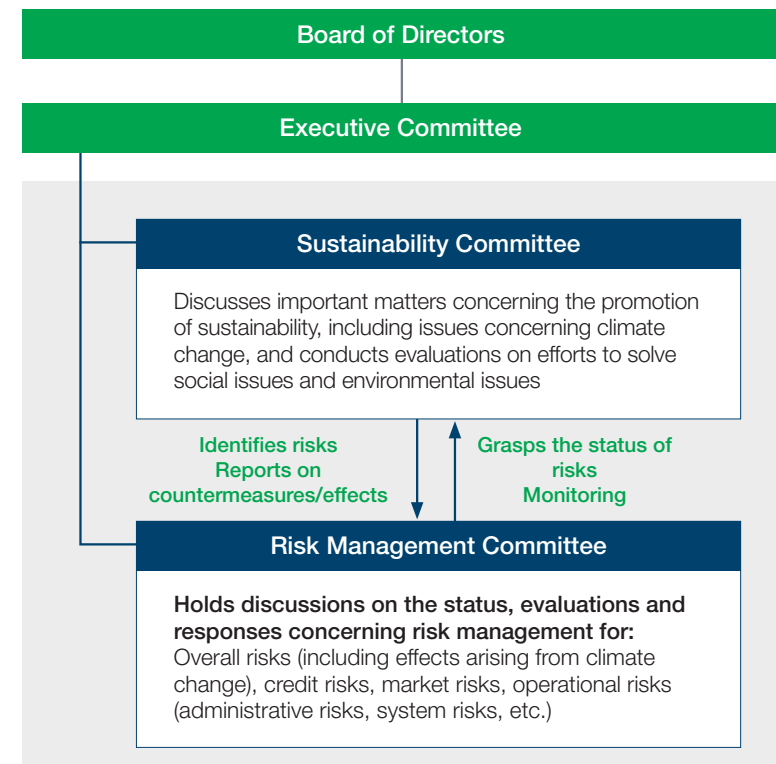 Board of Directors
Executive Committee
Sustainability Committee
Discusses important matters concerning the promotion
of sustainability, including issues concerning climate
change, and conducts evaluations on efforts to solve
social issues and environmental issues
Identifies risks
Reports on
countermeasures/effects
Grasps the status of
risks
Monitoring
Risk Management Committee
Holds discussions on the status, evaluations and
responses concerning risk management for:
Overall risks (including effects arising from climate
change), credit risks, market risks, operational risks
(administrative risks, system risks, etc.)